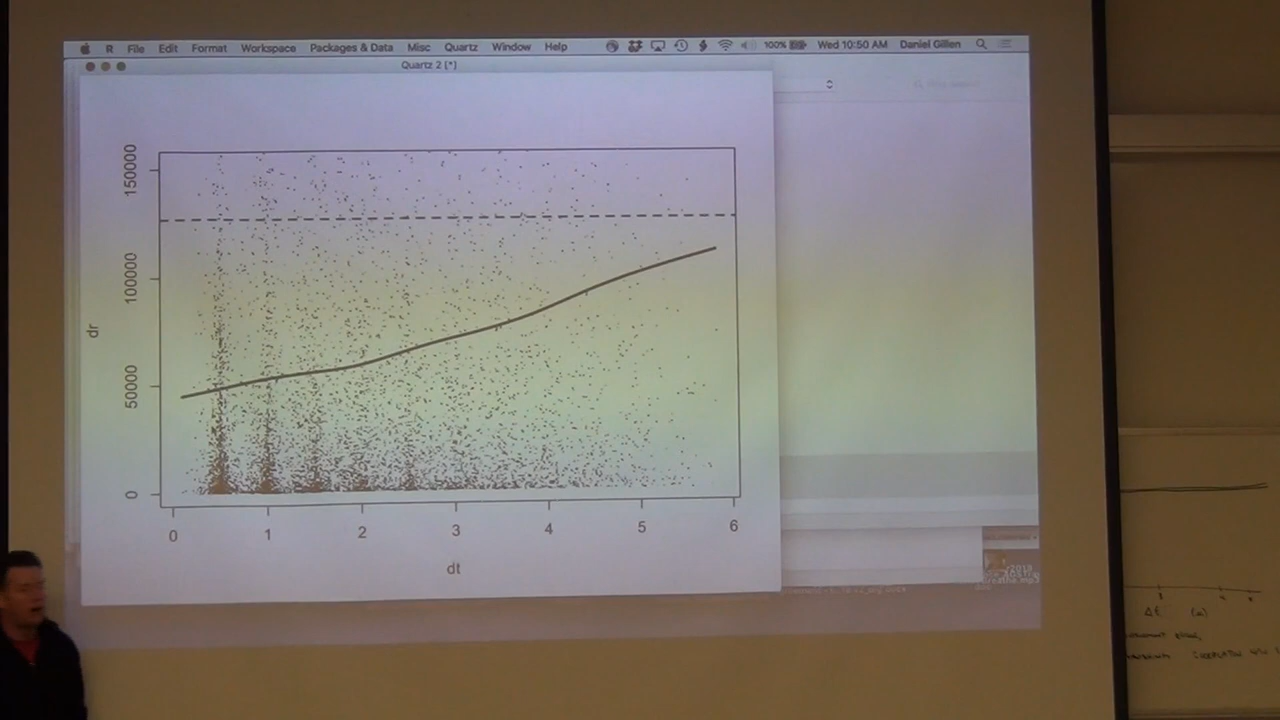 R File Edit Format Workspace Packages & Data Misc Quartz Window Help 100% Wed 10:50 AM Daniel Gillen
Quartz 2 [*]
150000
100000
50000
0
dr
0 1 2 3 4 5 6
dt
Δt